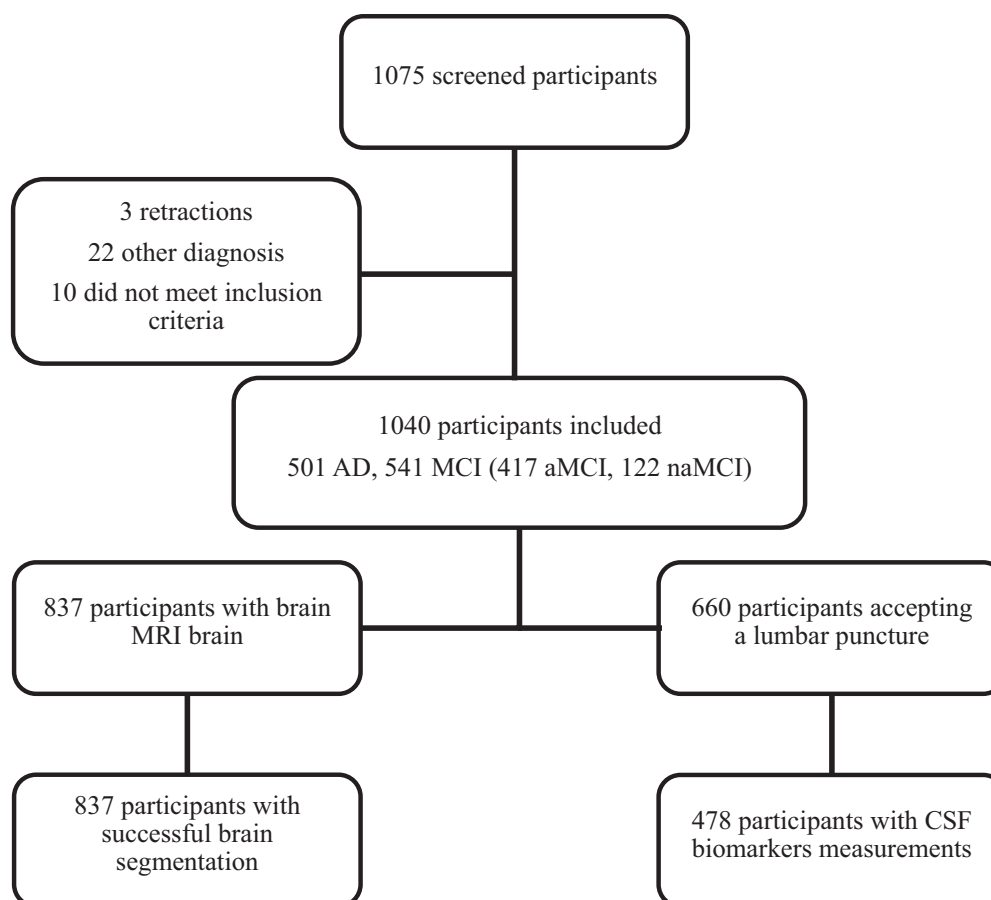 1075 screened participants
3 retractions
22 other diagnosis
10 did not meet inclusion
criteria
1040 participants included
501 AD, 541 MCI (417 aMCI, 122 naMCI)
837 participants with brain
MRI brain
660 participants accepting
a lumbar puncture
837 participants with
successful brain
segmentation
478 participants with CSF
biomarkers measurements